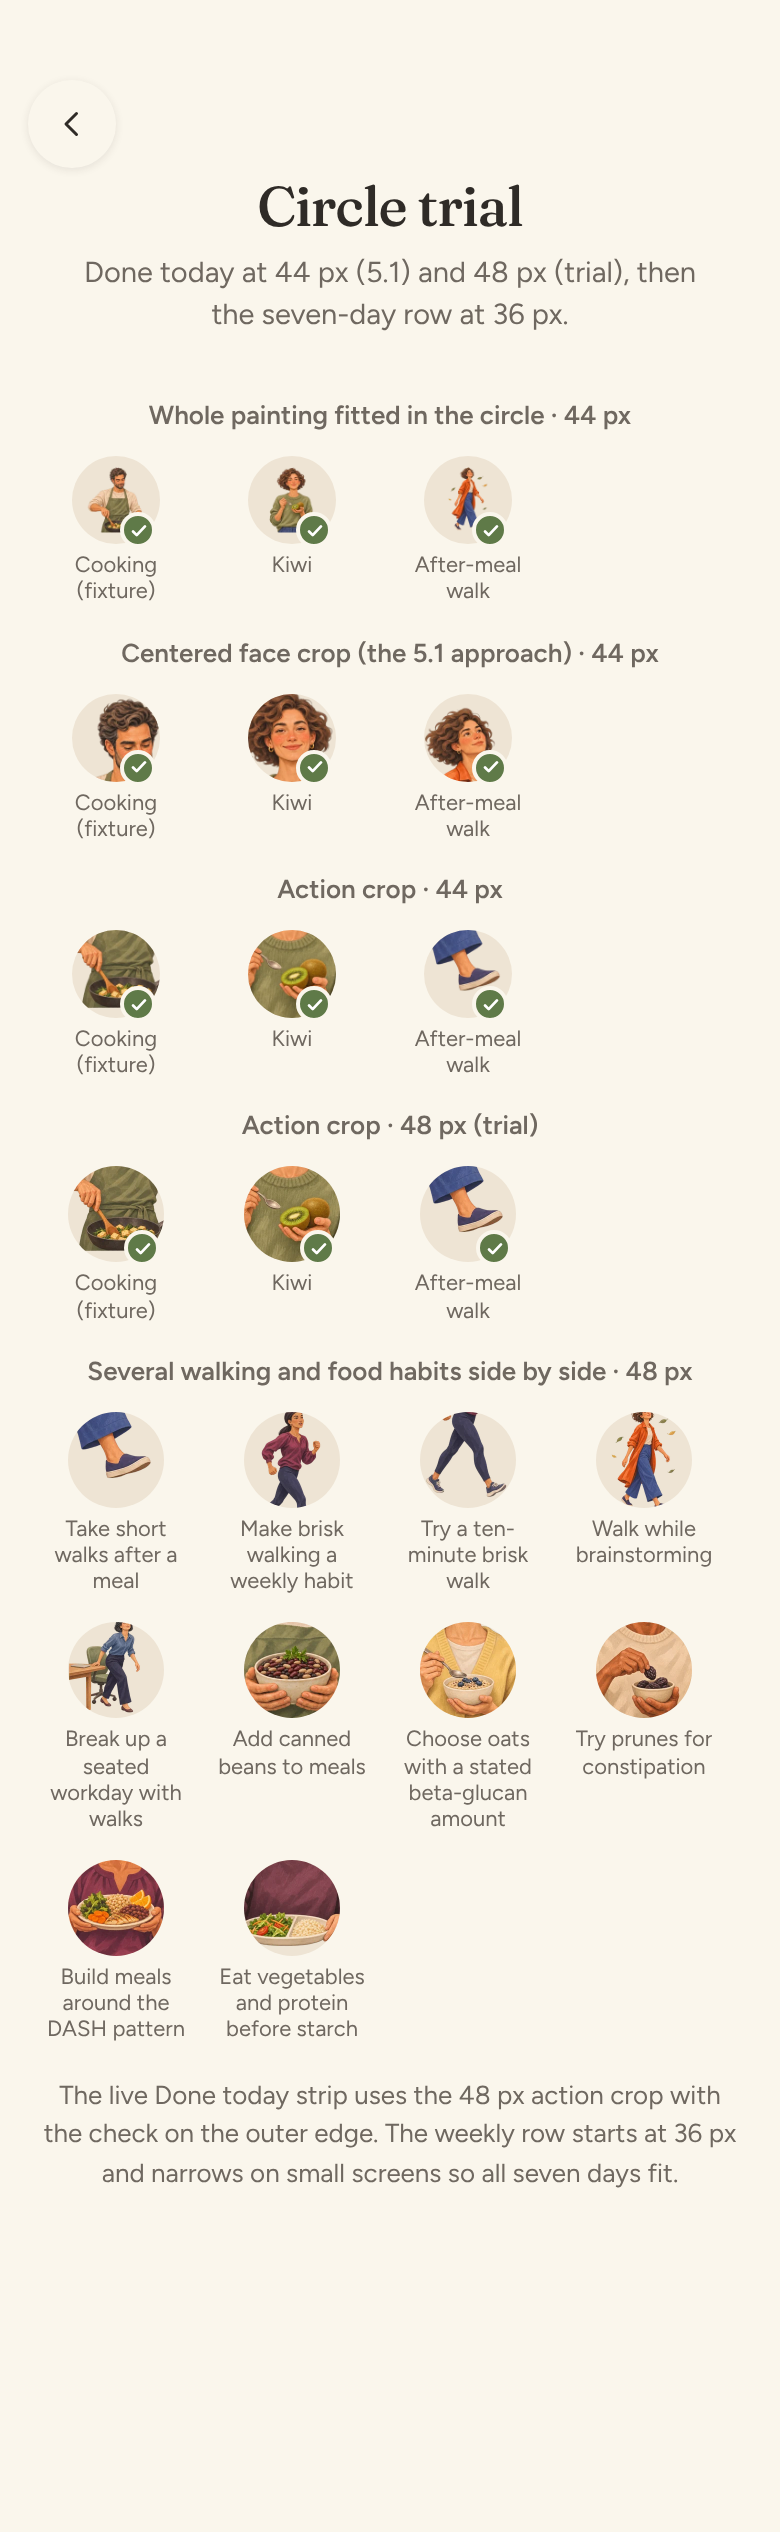 Circle trial
Done today at 44 px (5.1) and 48 px (trial), then
the seven-day row at 36 px.
Whole painting fitted in the circle · 44 px
Cooking
(fixture)
Kiwi
After-meal
walk
Centered face crop (the 5.1 approach) · 44 px
Cooking
(fixture)
Kiwi
After-meal
walk
Action crop · 44 px
Cooking
(fixture)
Kiwi
After-meal
walk
Action crop · 48 px (trial)
Cooking
(fixture)
Kiwi
After-meal
walk
Several walking and food habits side by side · 48 px
Take short
walks after a
meal
Make brisk
walking a
weekly habit
Try a ten-
minute brisk
walk
Walk while
brainstorming
Break up a
seated
workday with
walks
Add canned
beans to meals
Choose oats
with a stated
beta-glucan
amount
Try prunes for
constipation
Build meals
around the
DASH pattern
Eat vegetables
and protein
before starch
The live Done today strip uses the 48 px action crop with
the check on the outer edge. The weekly row starts at 36 px
and narrows on small screens so all seven days fit.